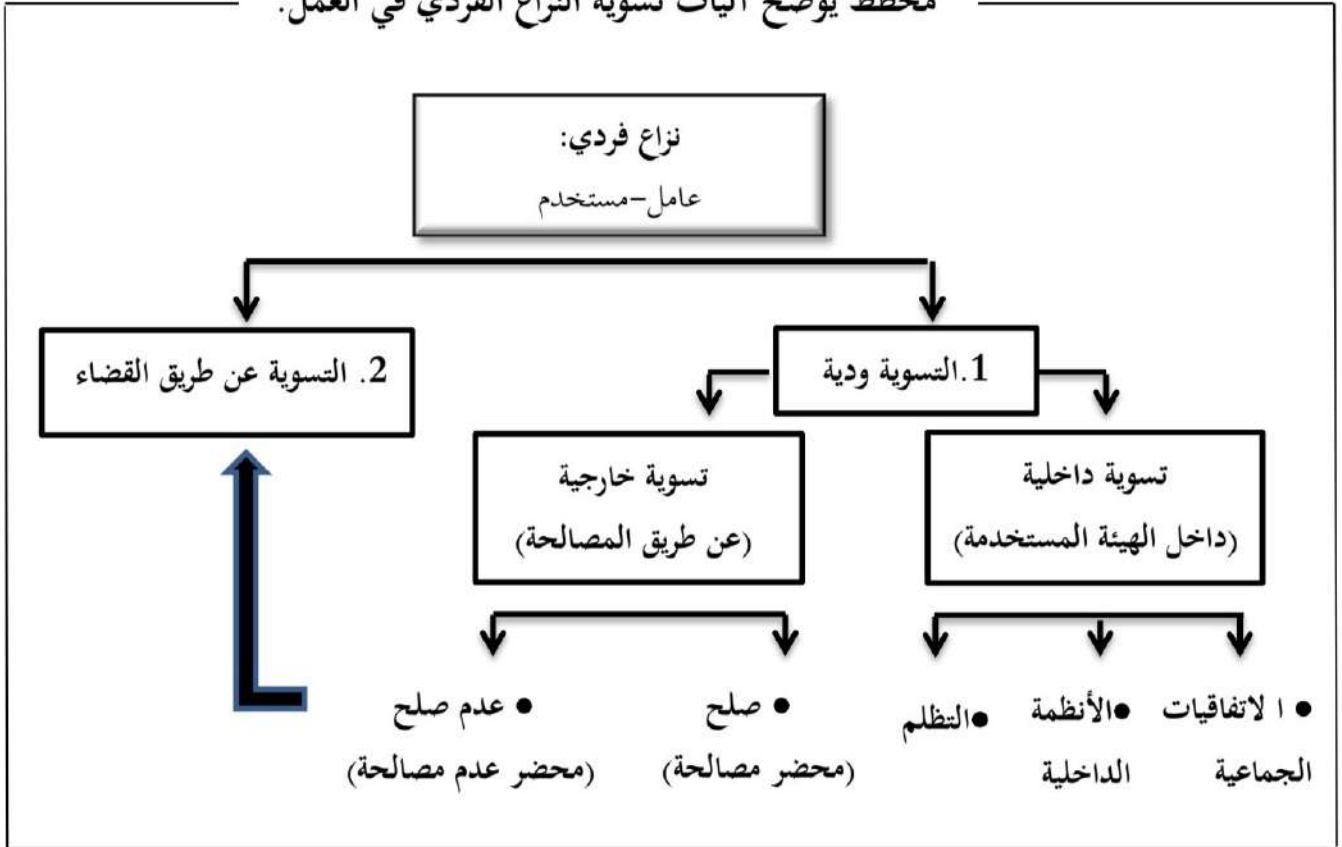 مخطط يوضح آليات تسوية النزاع الفردي في العمل.
نزاع فردي:
عامل-مستخدم
1.التسوية ودية
2. التسوية عن طريق القضاء
تسوية داخلية
(داخل الهيئة المستخدمة)
تسوية خارجية
(عن طريق المصالحة)
● ا لاتفاقيات
الجماعية
●الأنظمة
الداخلية
●التظلم
● صلح
(محضر مصالحة)
● عدم صلح
(محضر عدم مصالحة)